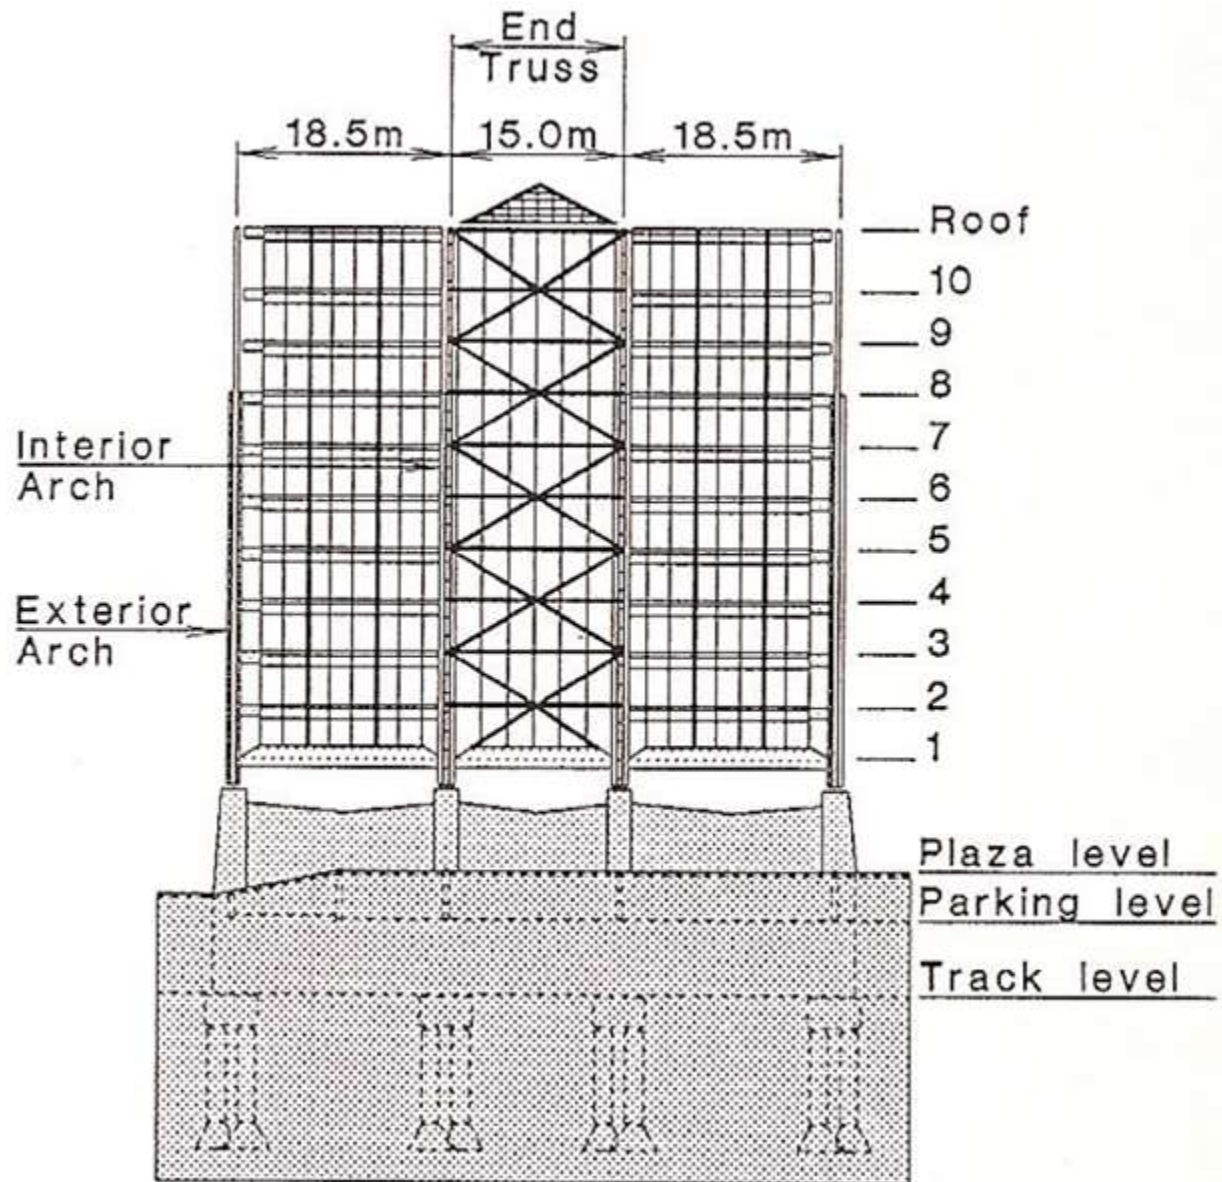 End
Truss
18.5m 15.0m 18.5m
Roof
10
9
8
7
Interior
Arch
6
5
4
Exterior
Arch
3
2
1
Plaza level
Parking level
Track level